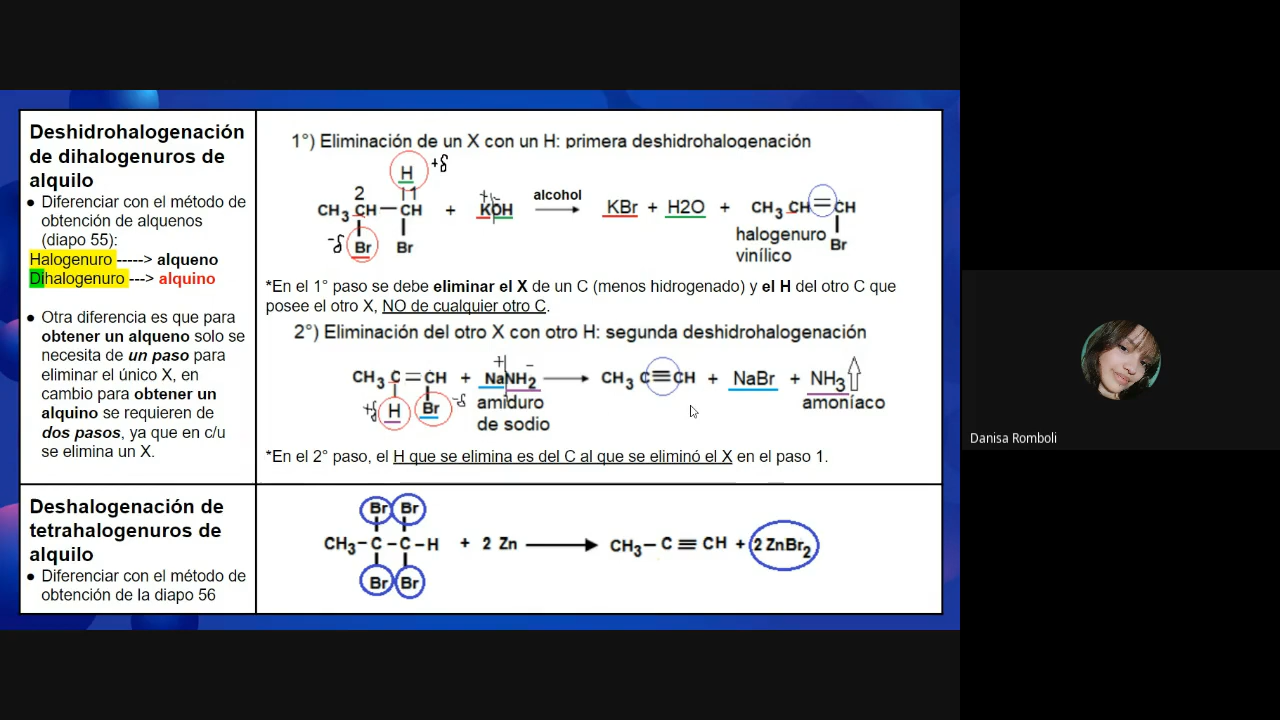 Deshidrohalogenación
de dihalogenuros de
alquilo
● Diferenciar con el método de
obtención de alquenos
(diapo 55):
Halogenuro -----> alqueno
Dihalogenuro ---> alquino
● Otra diferencia es que para
obtener un alqueno solo se
necesita de un paso para
eliminar el único X, en
cambio para obtener un
alquino se requieren de
dos pasos, ya que en c/u
se elimina un X.
1°) Eliminación de un X con un H: primera deshidrohalogenación
H +δ
2 1
CH3 CH — CH + KOH alcohol KBr + H2O + CH3 CH = CH
+ -
-δ Br Br
halogenuro Br
vinílico
*En el 1° paso se debe eliminar el X de un C (menos hidrogenado) y el H del otro C que
posee el otro X, NO de cualquier otro C.
2°) Eliminación del otro X con otro H: segunda deshidrohalogenación
+ -
CH3 C = CH + NaNH2 → CH3 C≡CH + NaBr + NH3
+δ H Br -δ amiduro amoníaco
de sodio
*En el 2° paso, el H que se elimina es del C al que se eliminó el X en el paso 1.
Deshalogenación de
tetrahalogenuros de
alquilo
● Diferenciar con el método de
obtención de la diapo 56
Br Br
CH3–C –C–H + 2 Zn → CH3– C ≡ CH + 2 ZnBr2
Br Br
Danisa Romboli